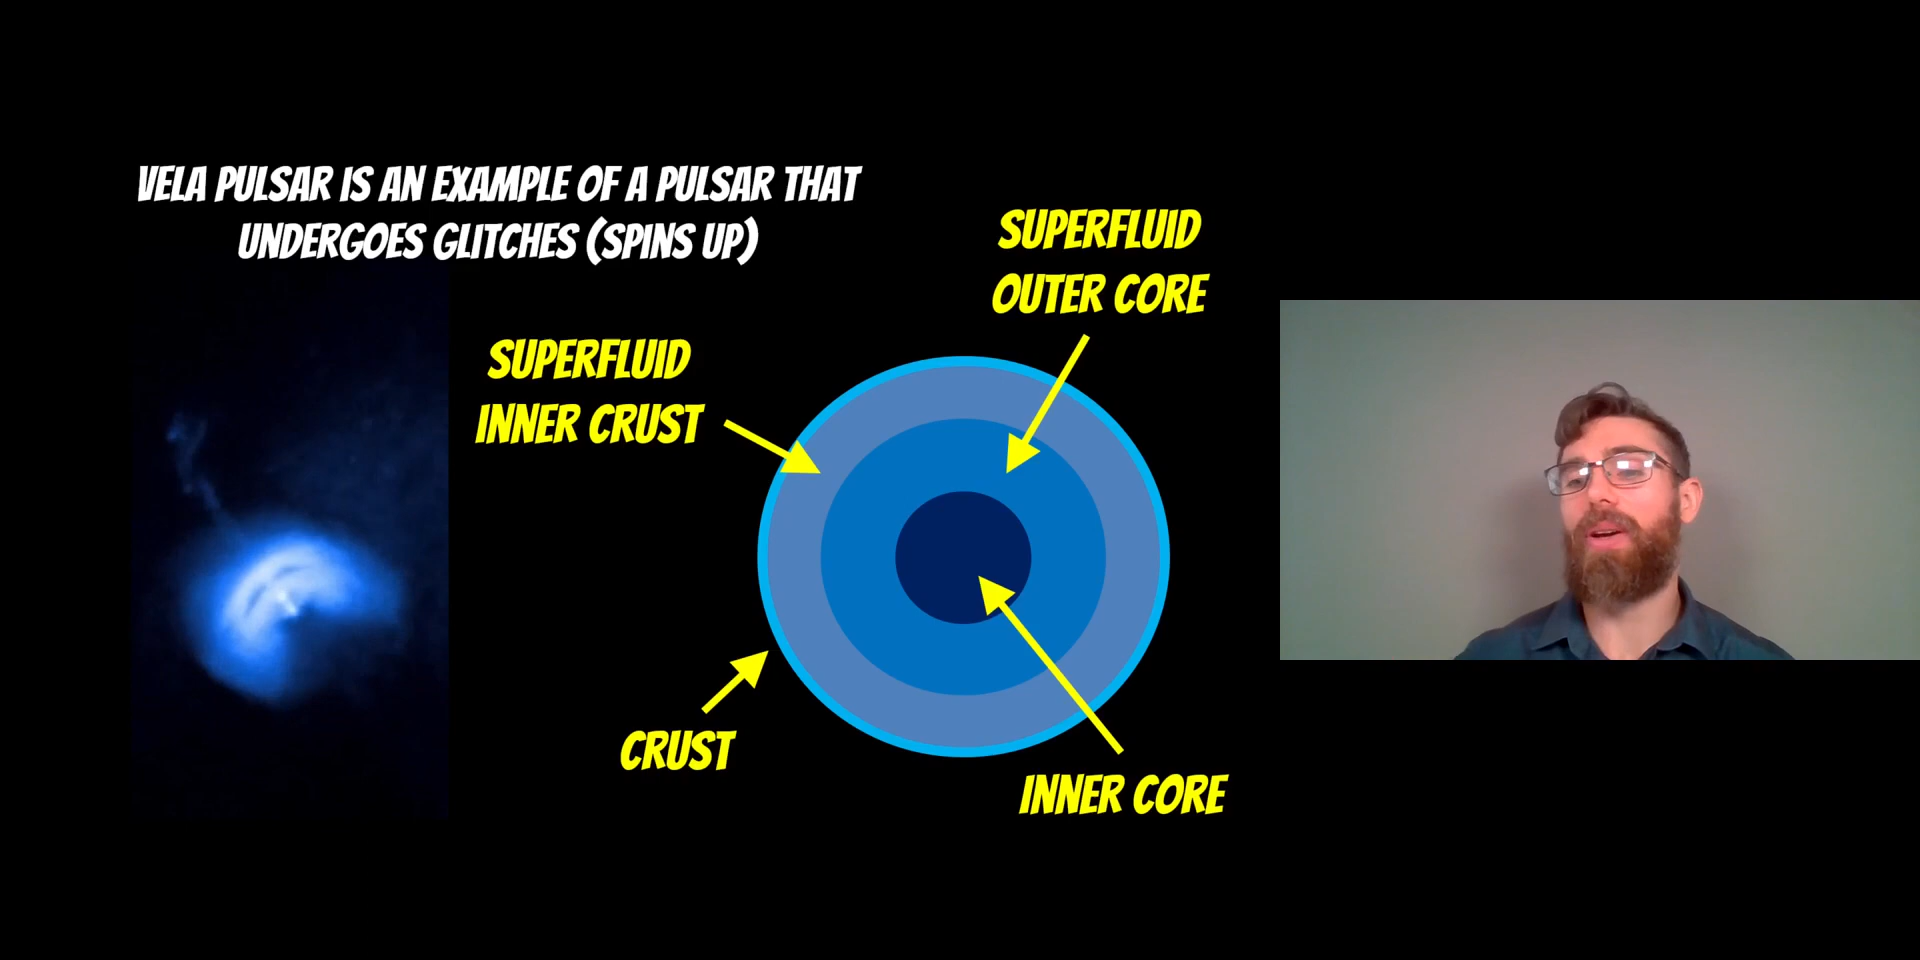 VELA PULSAR IS AN EXAMPLE OF A PULSAR THAT
UNDERGOES GLITCHES (SPINS UP)
SUPERFLUID
OUTER CORE
SUPERFLUID
INNER CRUST
CRUST
INNER CORE